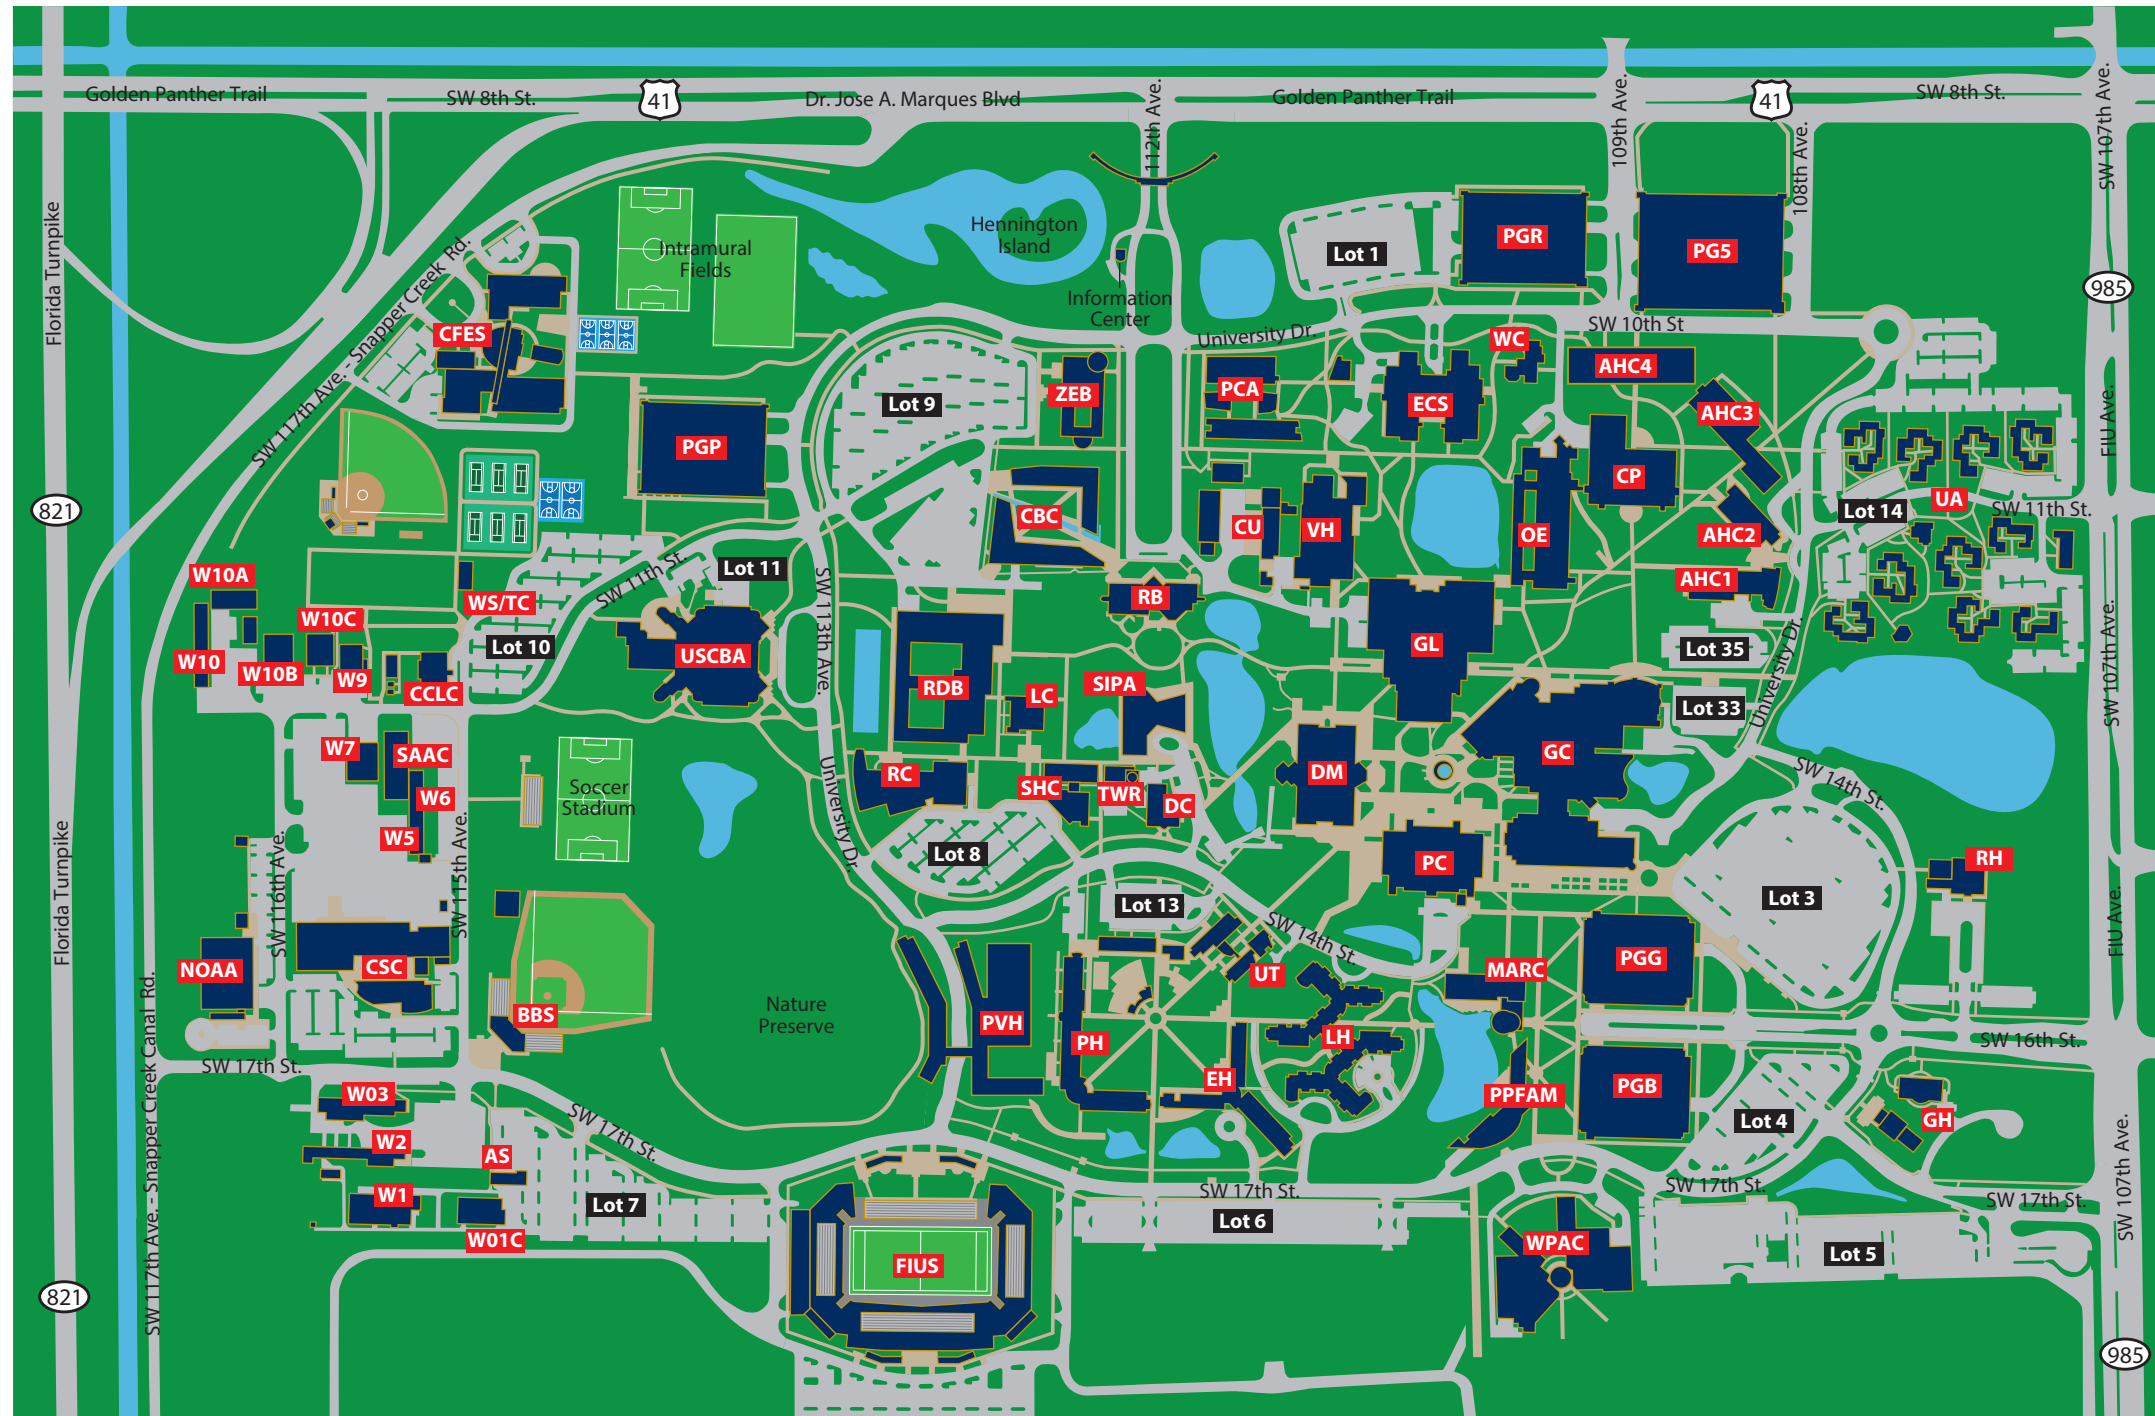 Golden Panther Trail
SW 8th St.
41
Dr. Jose A. Marques Blvd
112th Ave.
Golden Panther Trail
109th Ave.
41
108th Ave.
SW 8th St.
SW 107th Ave.
Florida Turnpike
SW 117th Ave. - Snapper Creek Rd.
Intramural
Fields
Hennington
Island
Information
Center
University Dr.
Lot 1
PGR
PG5
985
SW 10th St
CFES
WC
AHC4
ZEB
PCA
ECS
AHC3
Lot 9
FIU Ave.
PGP
CP
UA
SW 11th St.
Lot 14
821
CBC
CU
VH
OE
AHC2
W10A
WS/TC
SW 11th St.
Lot 11
SW 113th Ave.
RB
AHC1
W10C
Lot 10
USCBA
GL
Lot 35
University Dr.
SW 107th Ave.
W10
W10B
W9
CCLC
RDB
LC
SIPA
Lot 33
W7
SAAC
GC
W6
Soccer
Stadium
University Dr.
RC
SHC
TWR
DC
DM
SW 14th St.
W5
Florida Turnpike
SW 116th Ave.
SW 115th Ave.
Lot 8
PC
RH
Lot 3
Lot 13
SW 14th St.
FIU Ave.
NOAA
CSC
UT
MARC
PGG
SW 117th Ave. - Snapper Creek Canal Rd.
BBS
Nature
Preserve
PVH
PH
LH
SW 16th St.
SW 17th St.
EH
PPFAM
PGB
W03
Lot 4
GH
SW 17th St.
W2
AS
W1
Lot 7
SW 17th St.
Lot 6
SW 17th St.
SW 17th St.
SW 107th Ave.
W01C
FIUS
WPAC
Lot 5
821
985